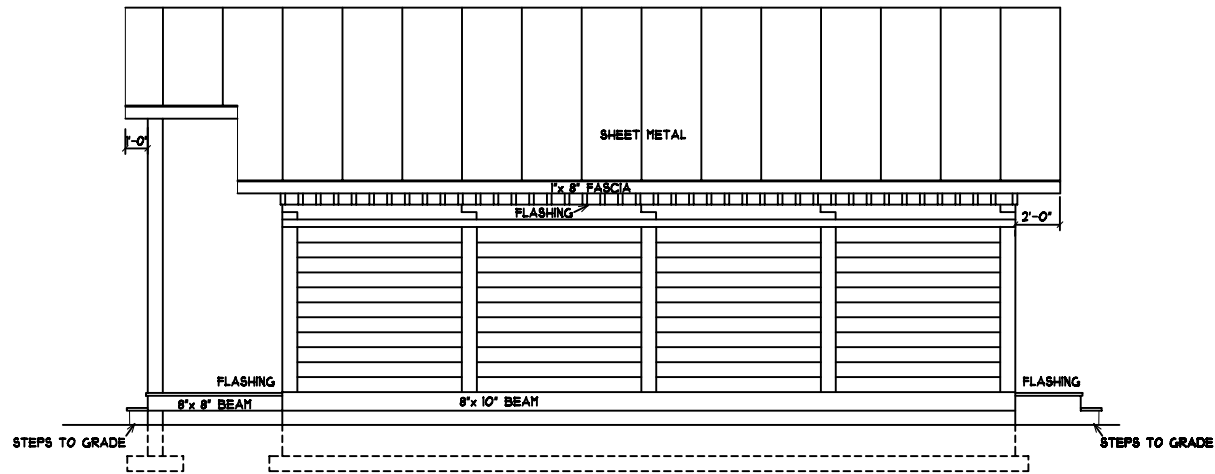 SHEET METAL
1'-0"
1"x 8" FASCIA
FLASHING
2'-0"
FLASHING
FLASHING
8"x 8" BEAM
8"x 10" BEAM
STEPS TO GRADE
STEPS TO GRADE